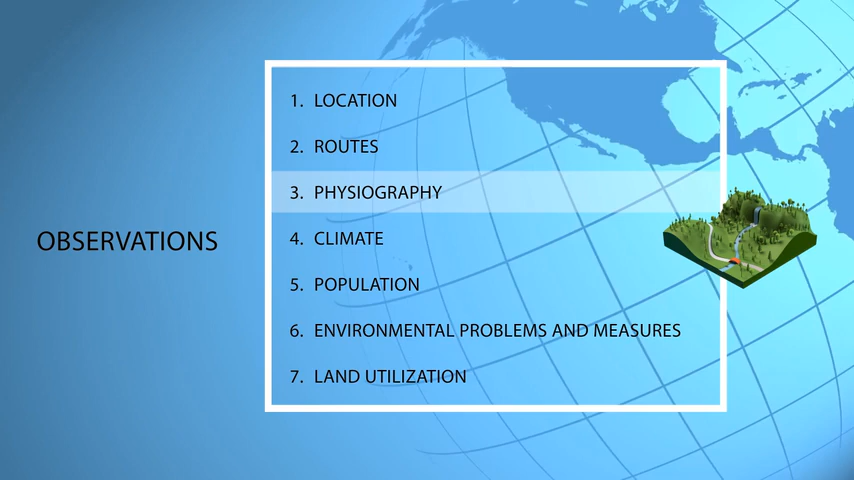 OBSERVATIONS
1. LOCATION
2. ROUTES
3. PHYSIOGRAPHY
4. CLIMATE
5. POPULATION
6. ENVIRONMENTAL PROBLEMS AND MEASURES
7. LAND UTILIZATION